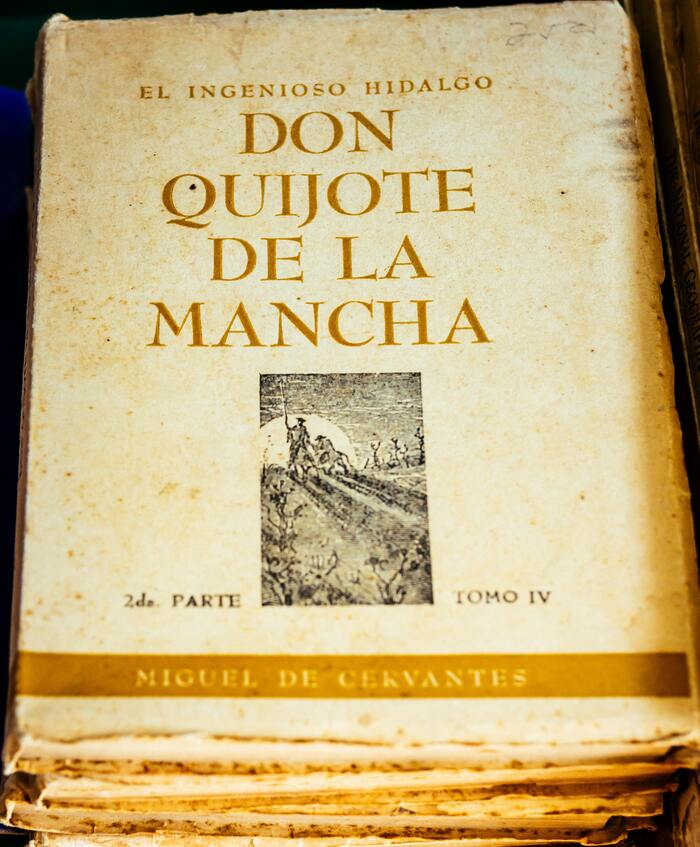 EL INGENIOSO HIDALGO
DON
QUIJOTE
DE LA
MANCHA
2da. PARTE
TOMO IV
MIGUEL DE CERVANTES